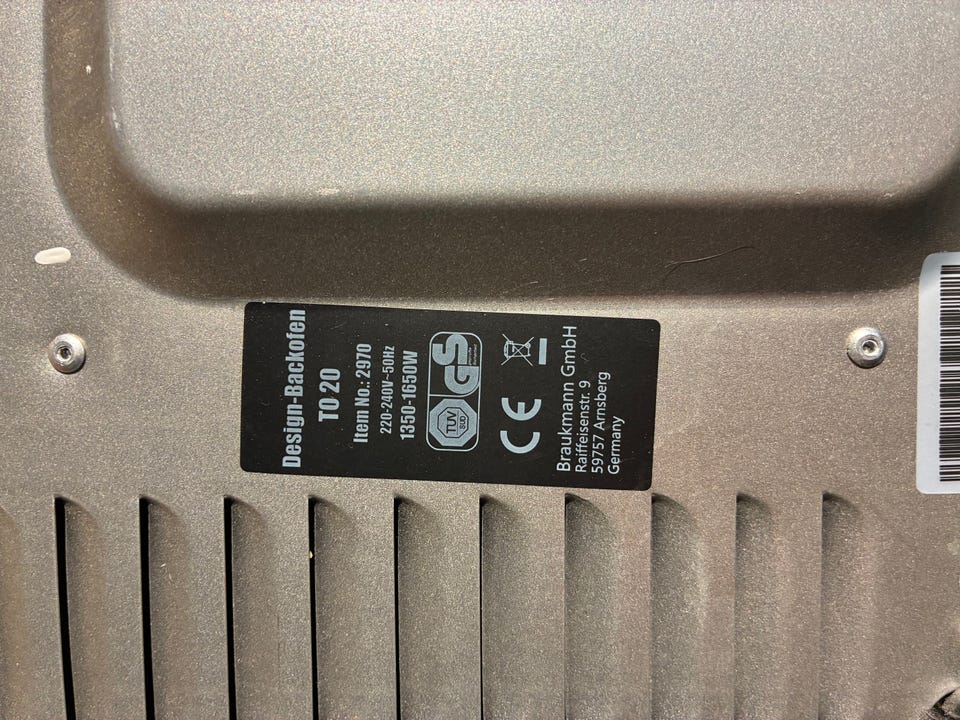 Design-Backofen
TO 20
Item No.: 2970
220-240V~50Hz
1350-1650W
TÜV
SÜD
GS
CE
Braukmann GmbH
Raiffeisenstr. 9
59757 Arnsberg
Germany